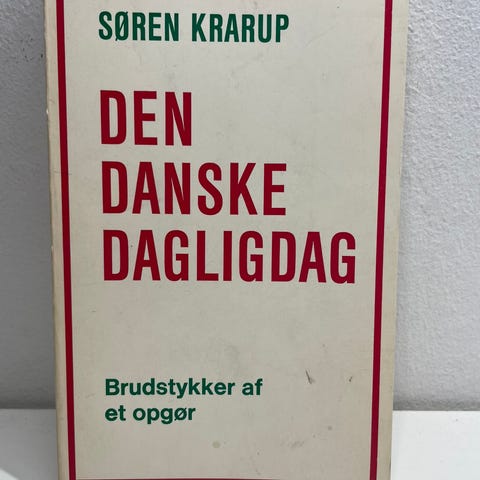 SØREN KRARUP
DEN
DANSKE
DAGLIGDAG
Brudstykker af
et opgør